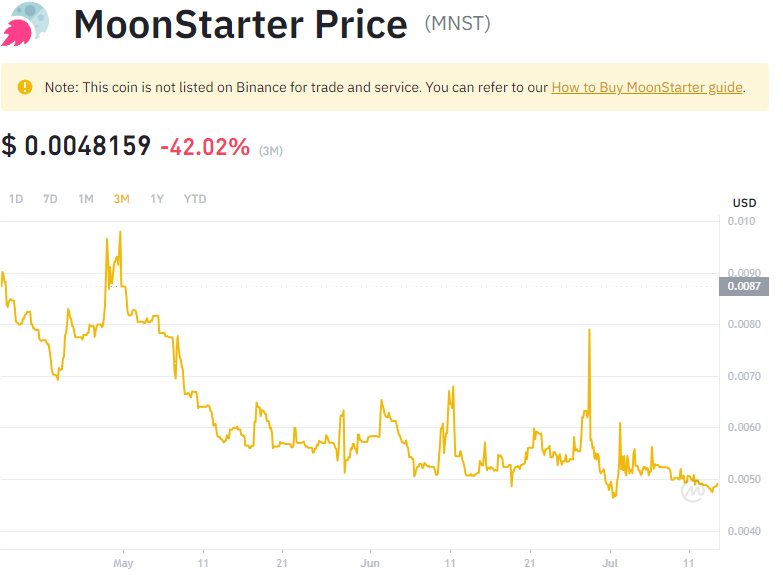 MoonStarter Price (MNST)
Note: This coin is not listed on Binance for trade and service. You can refer to our How to Buy MoonStarter guide.
$ 0.0048159 -42.02% (3M)
1D 7D 1M 3M 1Y YTD
USD
0.010
0.0090
0.0087
0.0080
0.0070
0.0060
0.0050
0.0040
May 11 21 Jun 11 21 Jul 11